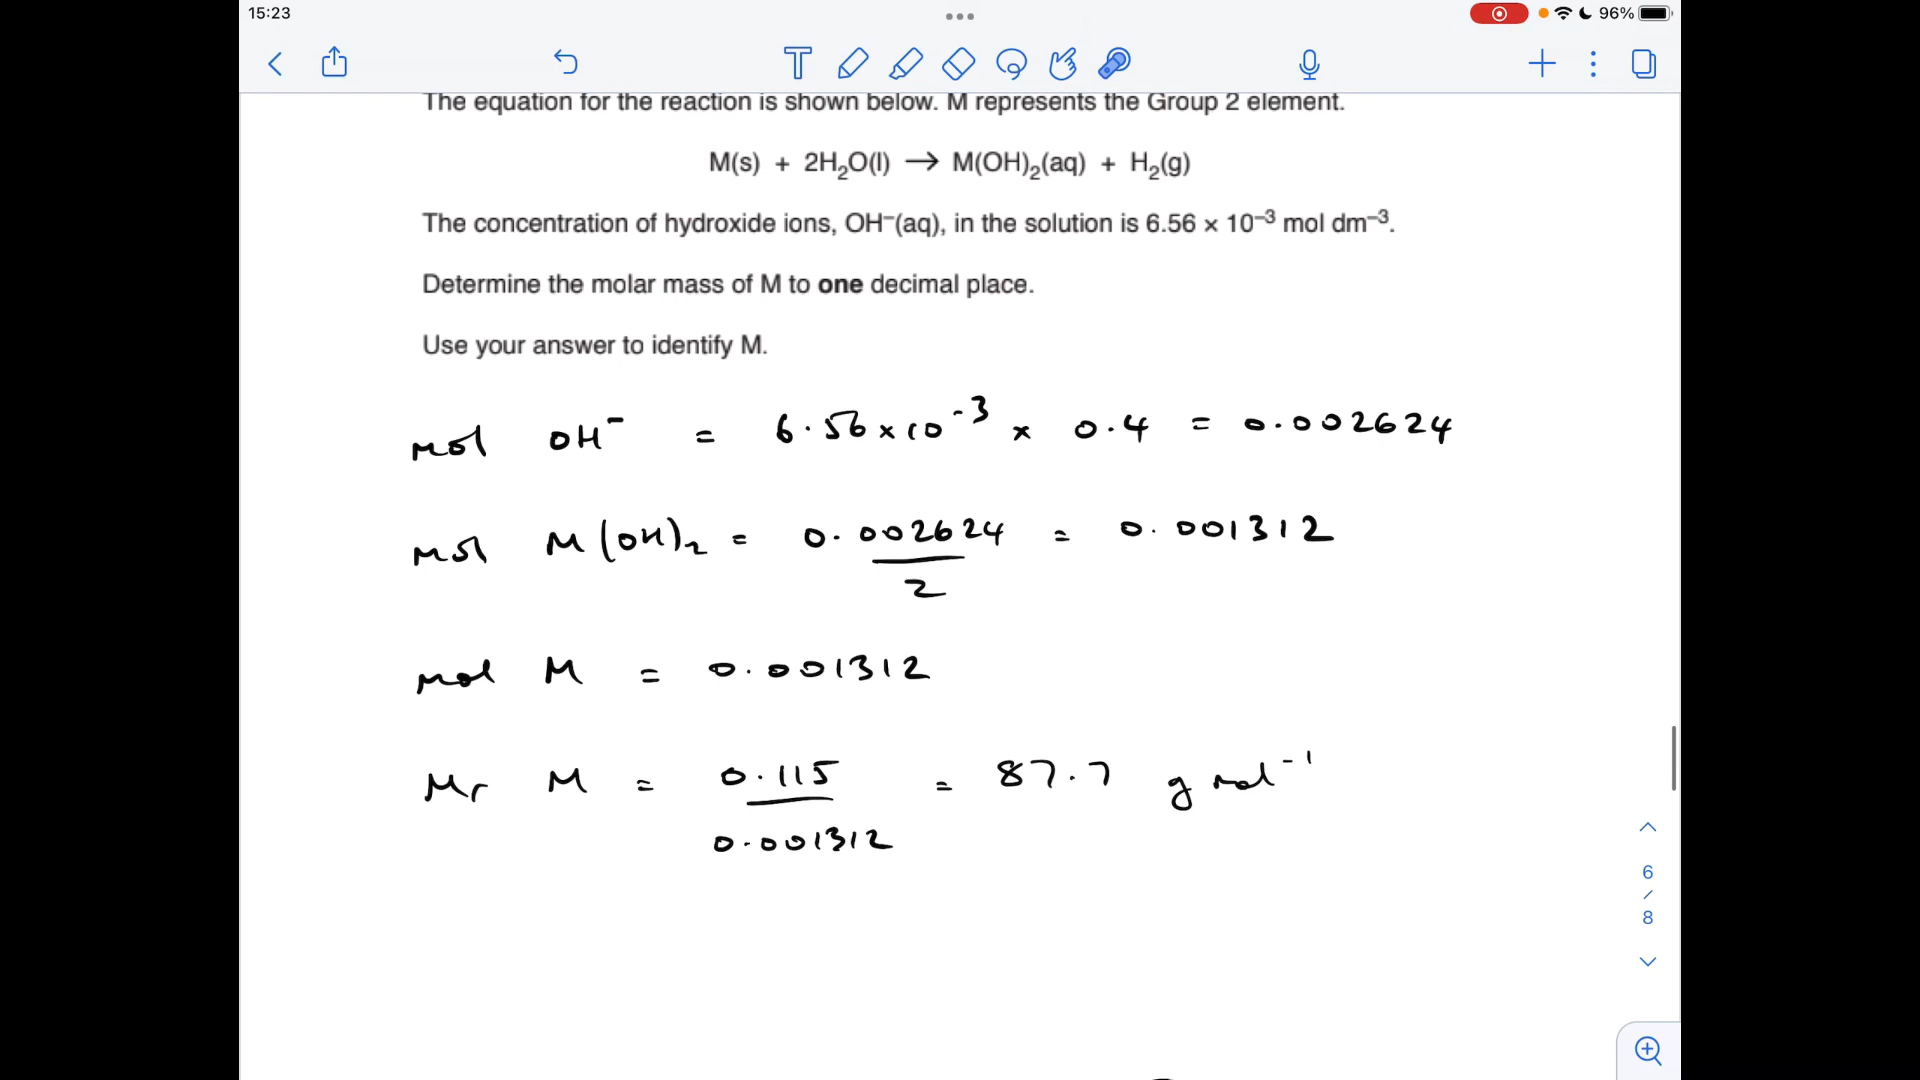 15:23
96%
The equation for the reaction is shown below. M represents the Group 2 element.
M(s) + 2H₂O(l) → M(OH)₂(aq) + H₂(g)
The concentration of hydroxide ions, OH⁻(aq), in the solution is 6.56 × 10⁻³ mol dm⁻³.
Determine the molar mass of M to one decimal place.
Use your answer to identify M.
mol OH⁻ = 6.56 × 10⁻³ × 0.4 = 0.002624
mol M(OH)₂ = 0.002624 = 0.001312
2
mol M = 0.001312
Mr M = 0.115 = 87.7 g mol⁻¹
0.001312
6
/
8